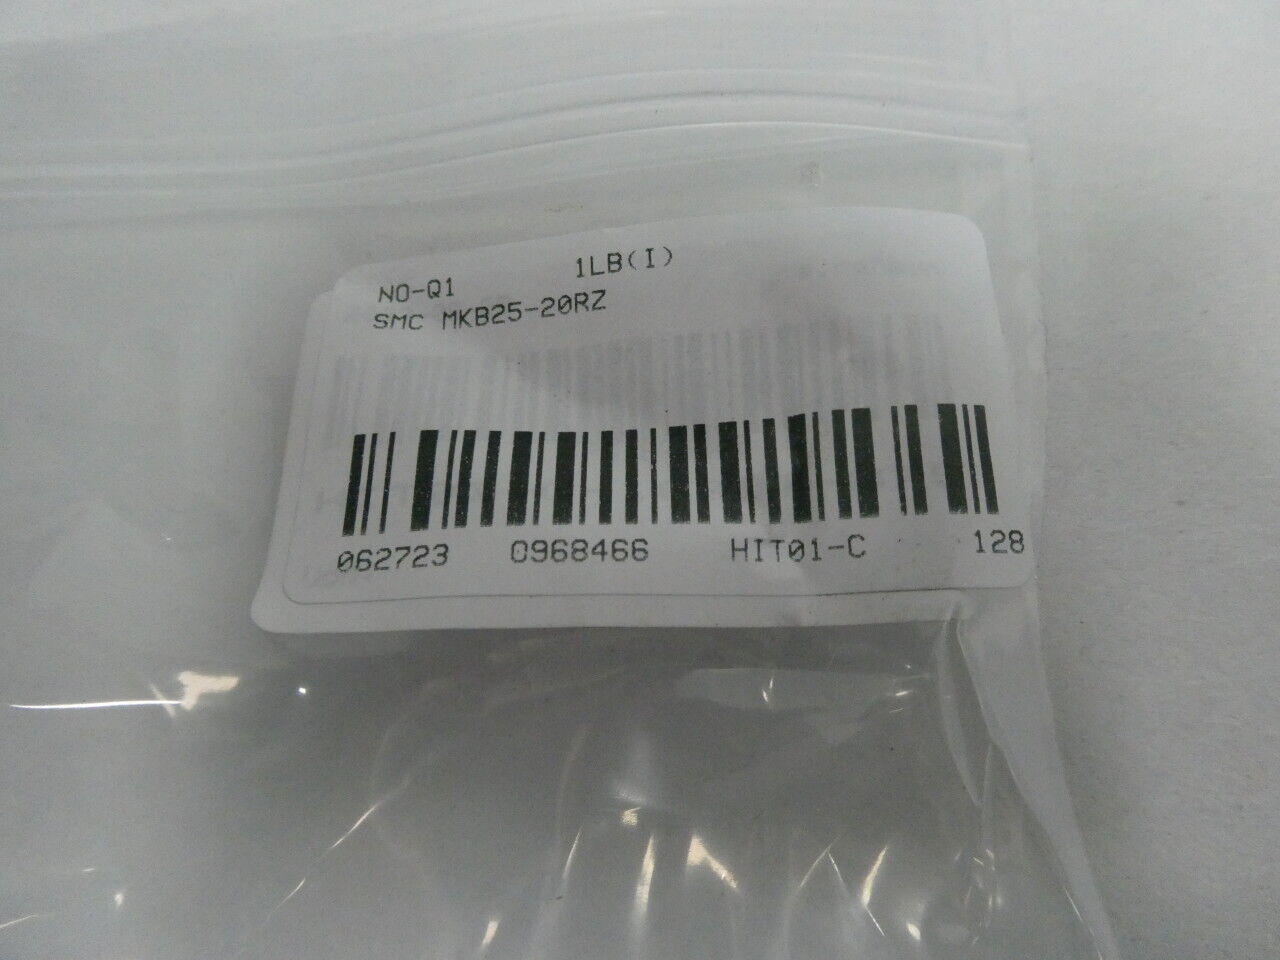 NO-Q1 1LB(I)
SMC MKB25-20RZ
062723 0968466 HIT01-C 128